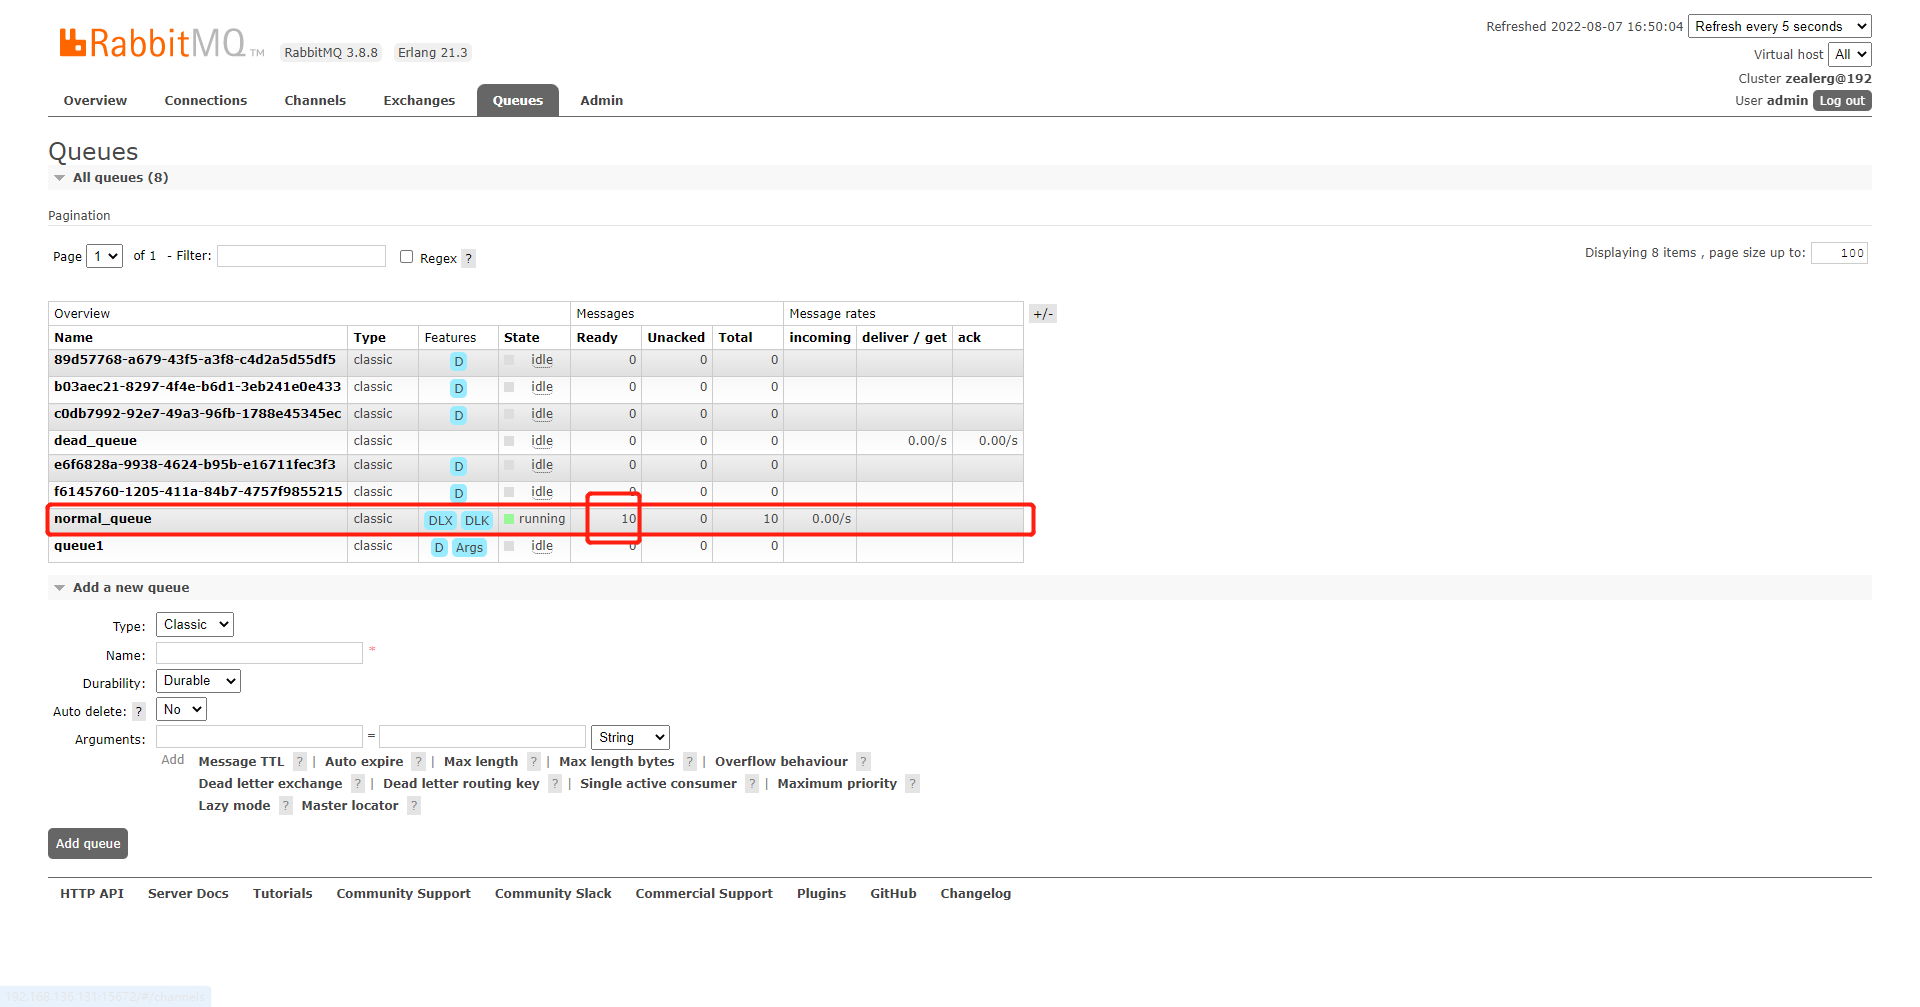 RabbitMQ TM RabbitMQ 3.8.8 Erlang 21.3
Refreshed 2022-08-07 16:50:04 Refresh every 5 seconds
Virtual host All
Cluster zealerg@192
User admin Log out
Overview Connections Channels Exchanges Queues Admin
Queues
All queues (8)
Pagination
Page 1 of 1 - Filter: Regex ? Displaying 8 items , page size up to: 100
Overview Messages Message rates +/-
Name Type Features State Ready Unacked Total incoming deliver / get ack
89d57768-a679-43f5-a3f8-c4d2a5d55df5 classic D idle 0 0 0
b03aec21-8297-4f4e-b6d1-3eb241e0e433 classic D idle 0 0 0
c0db7992-92e7-49a3-96fb-1788e45345ec classic D idle 0 0 0
dead_queue classic idle 0 0 0 0.00/s 0.00/s
e6f6828a-9938-4624-b95b-e16711fec3f3 classic D idle 0 0 0
f6145760-1205-411a-84b7-4757f9855215 classic D idle 0 0 0
normal_queue classic DLX DLK running 10 0 10 0.00/s
queue1 classic D Args idle 0 0 0
Add a new queue
Type: Classic
Name: *
Durability: Durable
Auto delete: ? No
Arguments: = String
Add Message TTL ? | Auto expire ? | Max length ? | Max length bytes ? | Overflow behaviour ?
Dead letter exchange ? | Dead letter routing key ? | Single active consumer ? | Maximum priority ?
Lazy mode ? Master locator ?
Add queue
HTTP API Server Docs Tutorials Community Support Community Slack Commercial Support Plugins GitHub Changelog
192.168.136.131:15672/#/channels